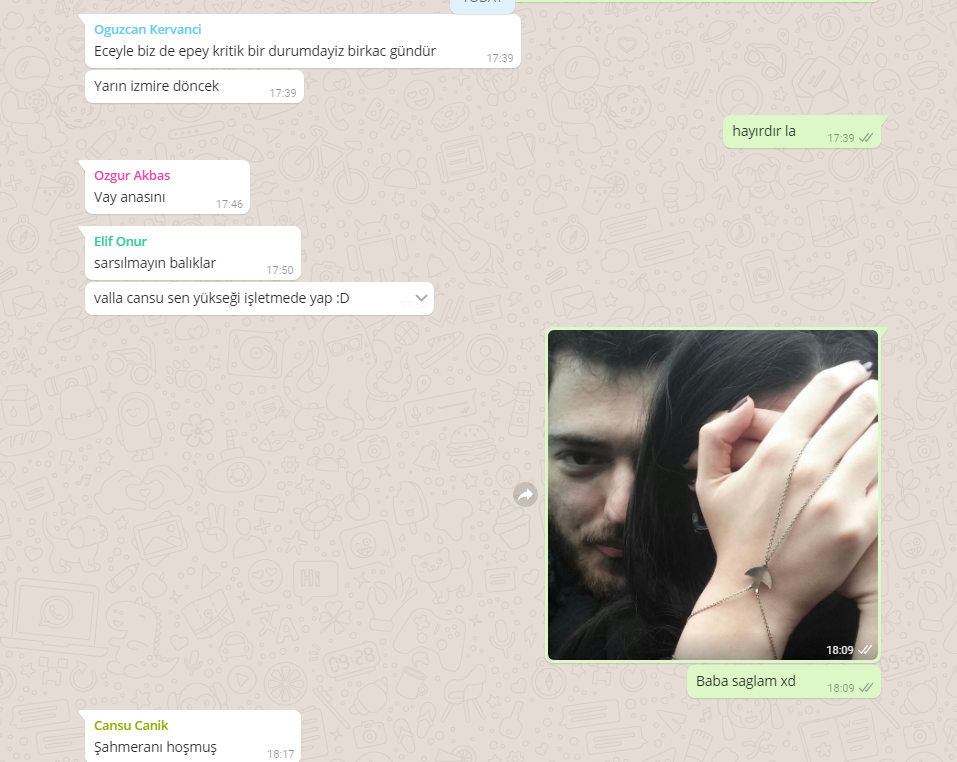 TODAY
Oguzcan Kervanci
Eceyle biz de epey kritik bir durumdayiz birkac gündür
17:39
Yarın izmire döncek
17:39
hayırdır la
17:39
Ozgur Akbas
Vay anasını
17:46
Elif Onur
sarsılmayın balıklar
17:50
valla cansu sen yükseği işletmede yap :D
18:09
Baba saglam xd
18:09
Cansu Canik
Şahmeranı hoşmuş
18:17